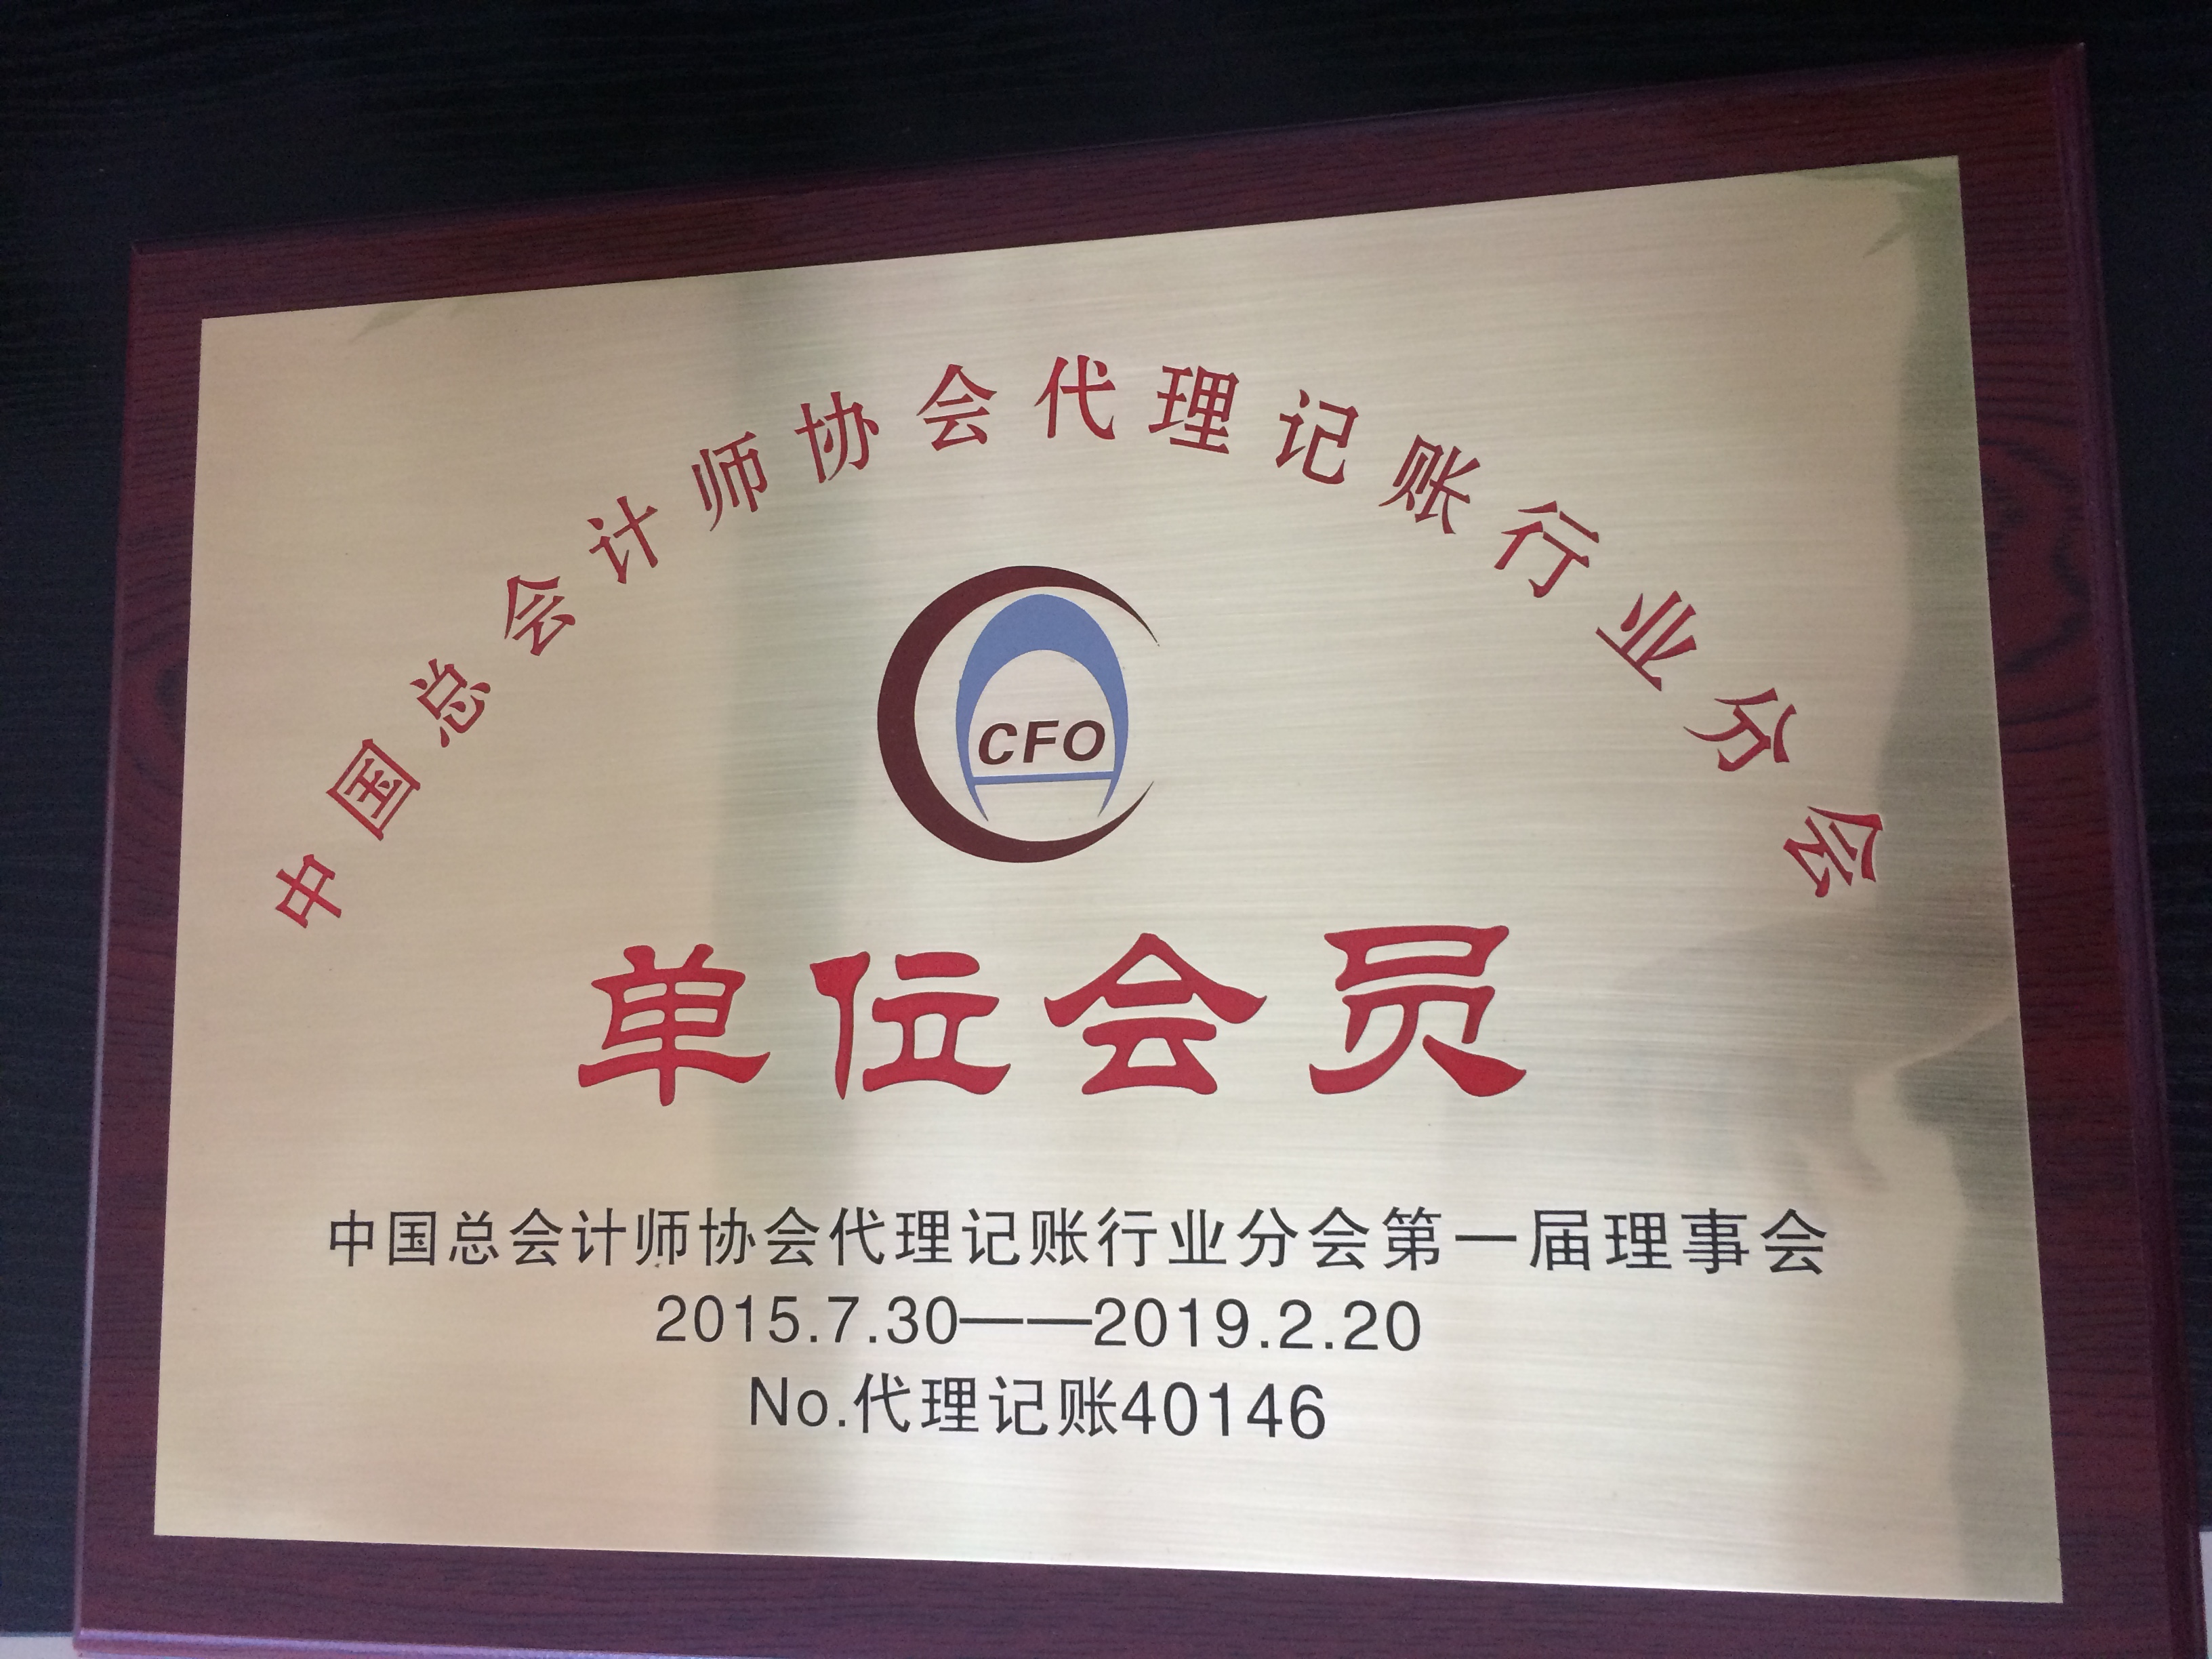 中国总会计师协会代理记账行业分会
CFO
单位会员
中国总会计师协会代理记账行业分会第一届理事会
2015.7.30——2019.2.20
No.代理记账40146